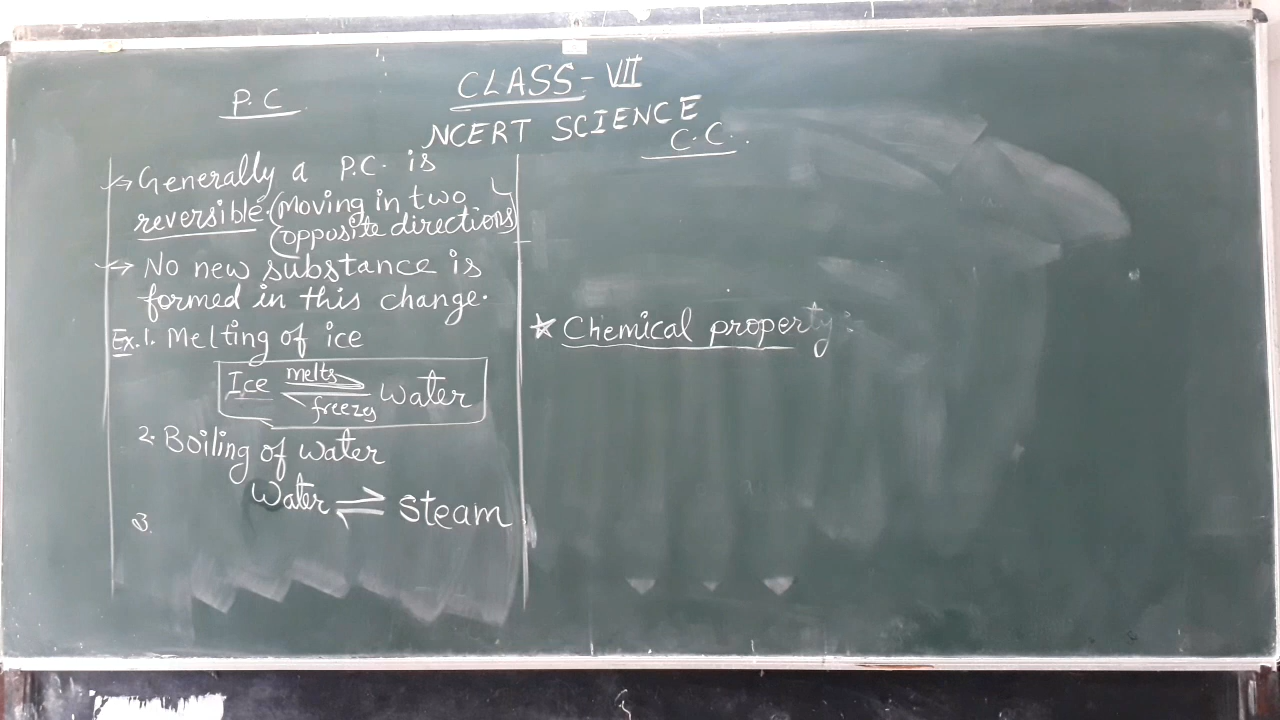 CLASS - VII
NCERT SCIENCE
P.C
→ Generally a P.C. is
reversible. (Moving in two
(opposite directions)
→ No new substance is
formed in this change.
Ex. 1. Melting of ice
Ice melts ⇌ freezes Water
2. Boiling of water
Water ⇌ Steam
3.
C.C.
★ Chemical property: